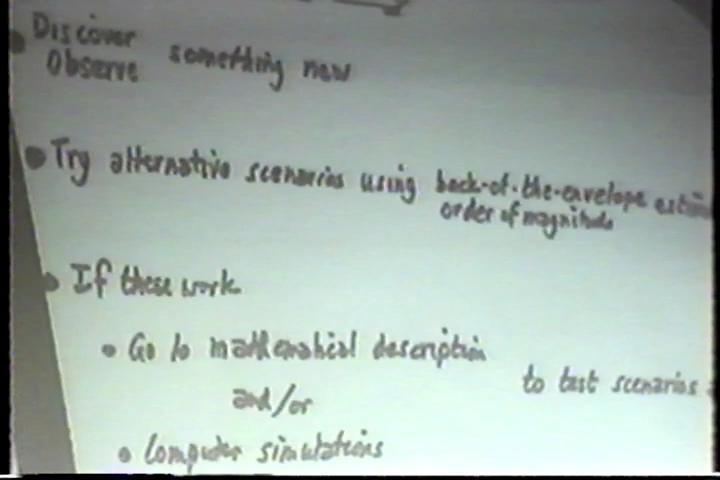 Discover
Observe something new
Try alternative scenarios using back-of-the-envelope
order of magnitude
If these work
Go to mathematical description
to test scenarios
and/or
Computer simulations